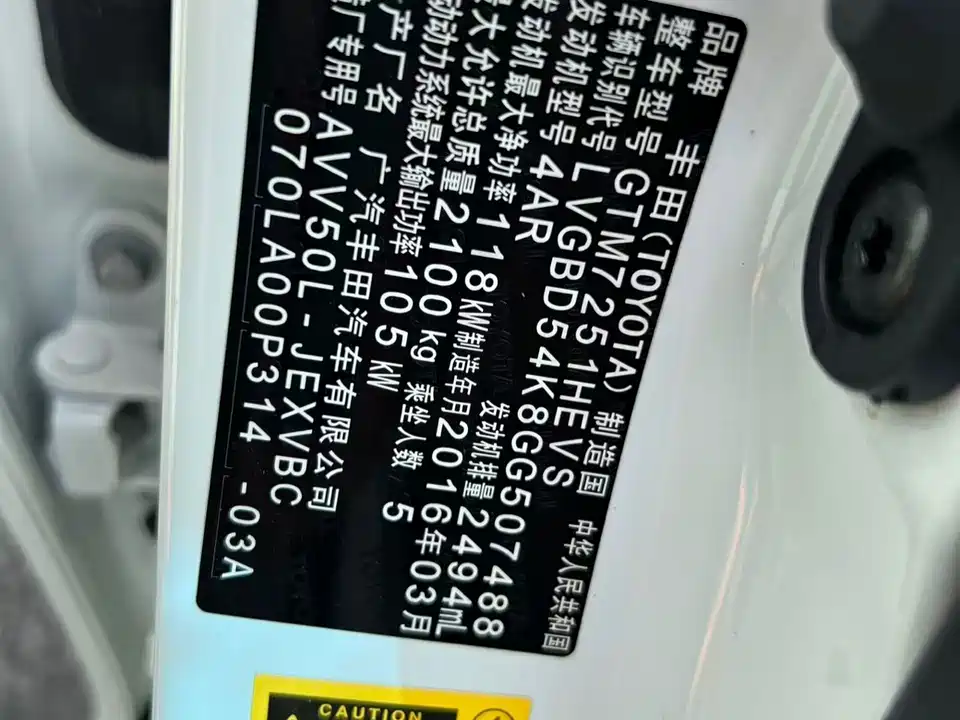 品牌 丰田(TOYOTA) 制造国 中华人民共和国
整车型号 GTM7251HEVS
车辆识别代号 LVGBD54K8GG507488
发动机型号 4AR 发动机排量 2494mL
发动机最大净功率 118kW 制造年月 2016年03月
最大允许总质量 2100kg 乘坐人数 5
动动力系统最大输出功率 105kW
产厂名 广汽丰田汽车有限公司
厂专用号 AVV50L-JEXVBC
070LA00P314 -03A
CAUTION